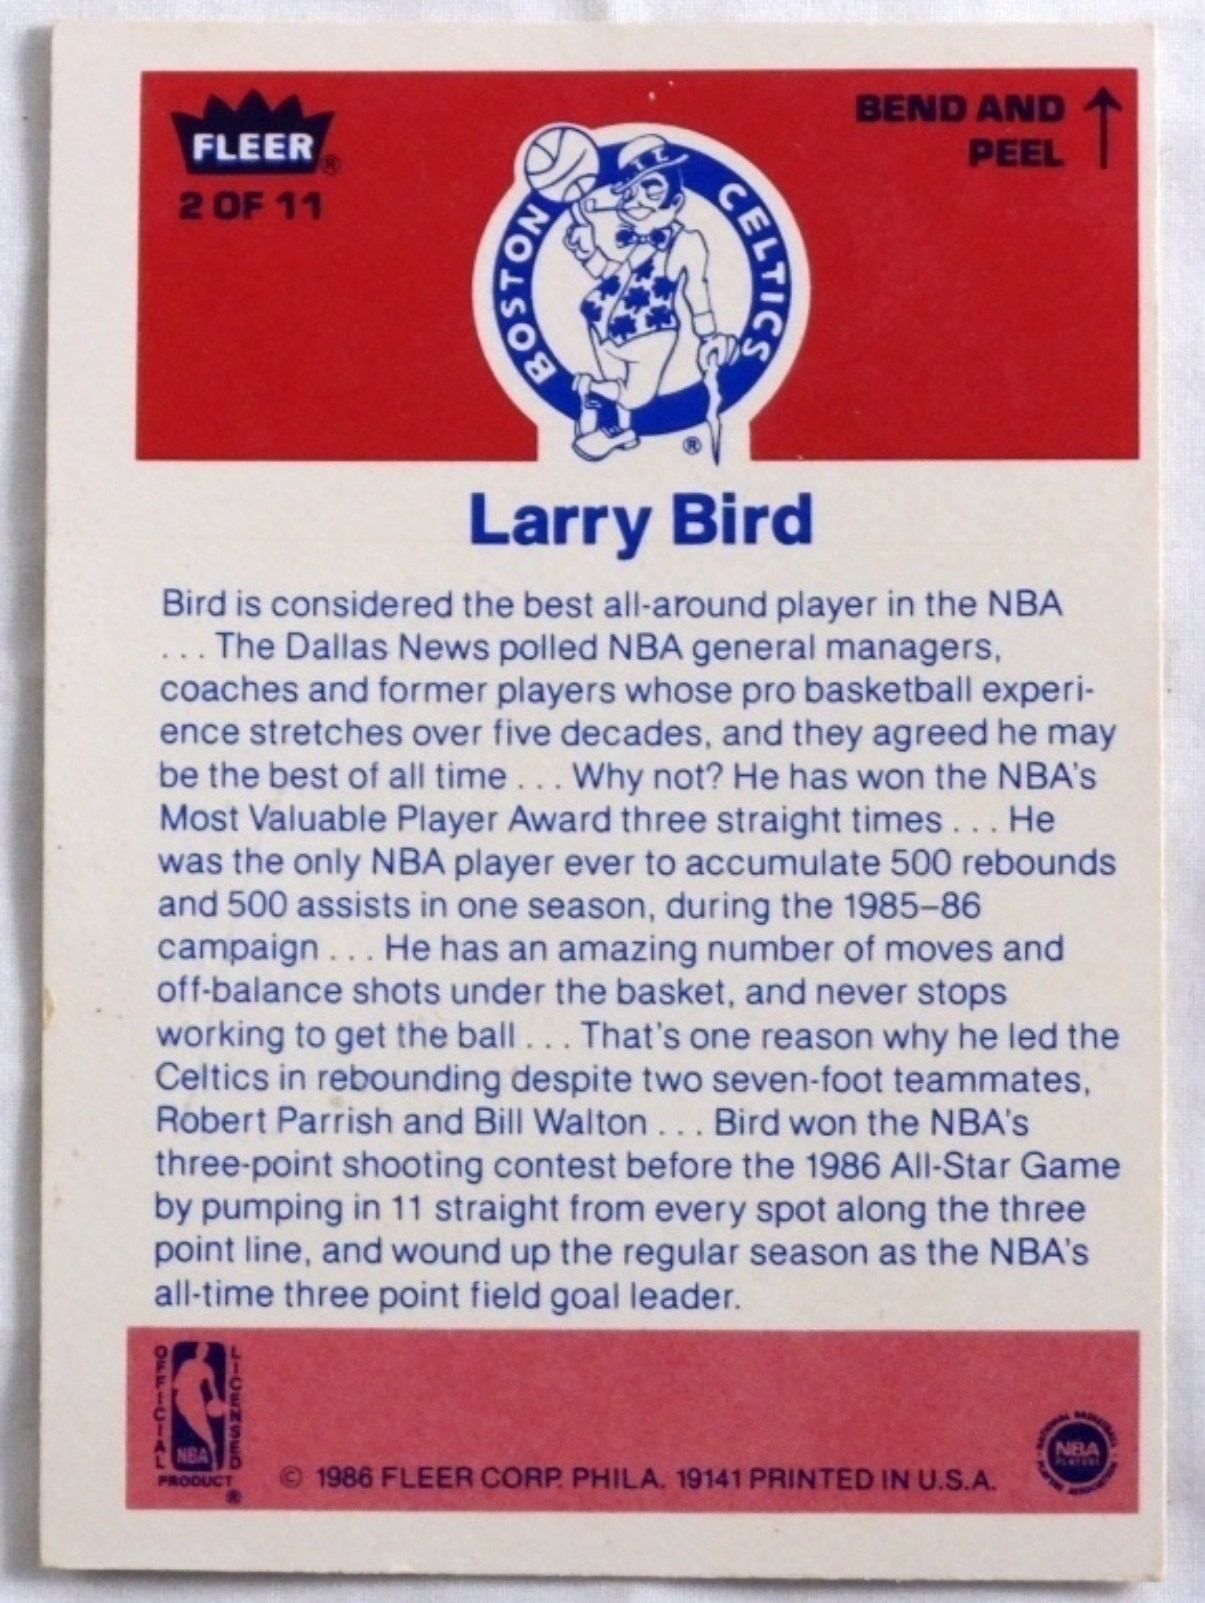 FLEER®
2 OF 11
BEND AND
PEEL
BOSTON CELTICS
®
Larry Bird
Bird is considered the best all-around player in the NBA
... The Dallas News polled NBA general managers,
coaches and former players whose pro basketball experi-
ence stretches over five decades, and they agreed he may
be the best of all time ... Why not? He has won the NBA's
Most Valuable Player Award three straight times ... He
was the only NBA player ever to accumulate 500 rebounds
and 500 assists in one season, during the 1985–86
campaign ... He has an amazing number of moves and
off-balance shots under the basket, and never stops
working to get the ball ... That's one reason why he led the
Celtics in rebounding despite two seven-foot teammates,
Robert Parrish and Bill Walton ... Bird won the NBA's
three-point shooting contest before the 1986 All-Star Game
by pumping in 11 straight from every spot along the three
point line, and wound up the regular season as the NBA's
all-time three point field goal leader.
OFFICIAL LICENSED
NBA
PRODUCT
®
© 1986 FLEER CORP. PHILA. 19141 PRINTED IN U.S.A.
NATIONAL BASKETBALL
NBA
PLAYERS
PLAYERS ASSOCIATION